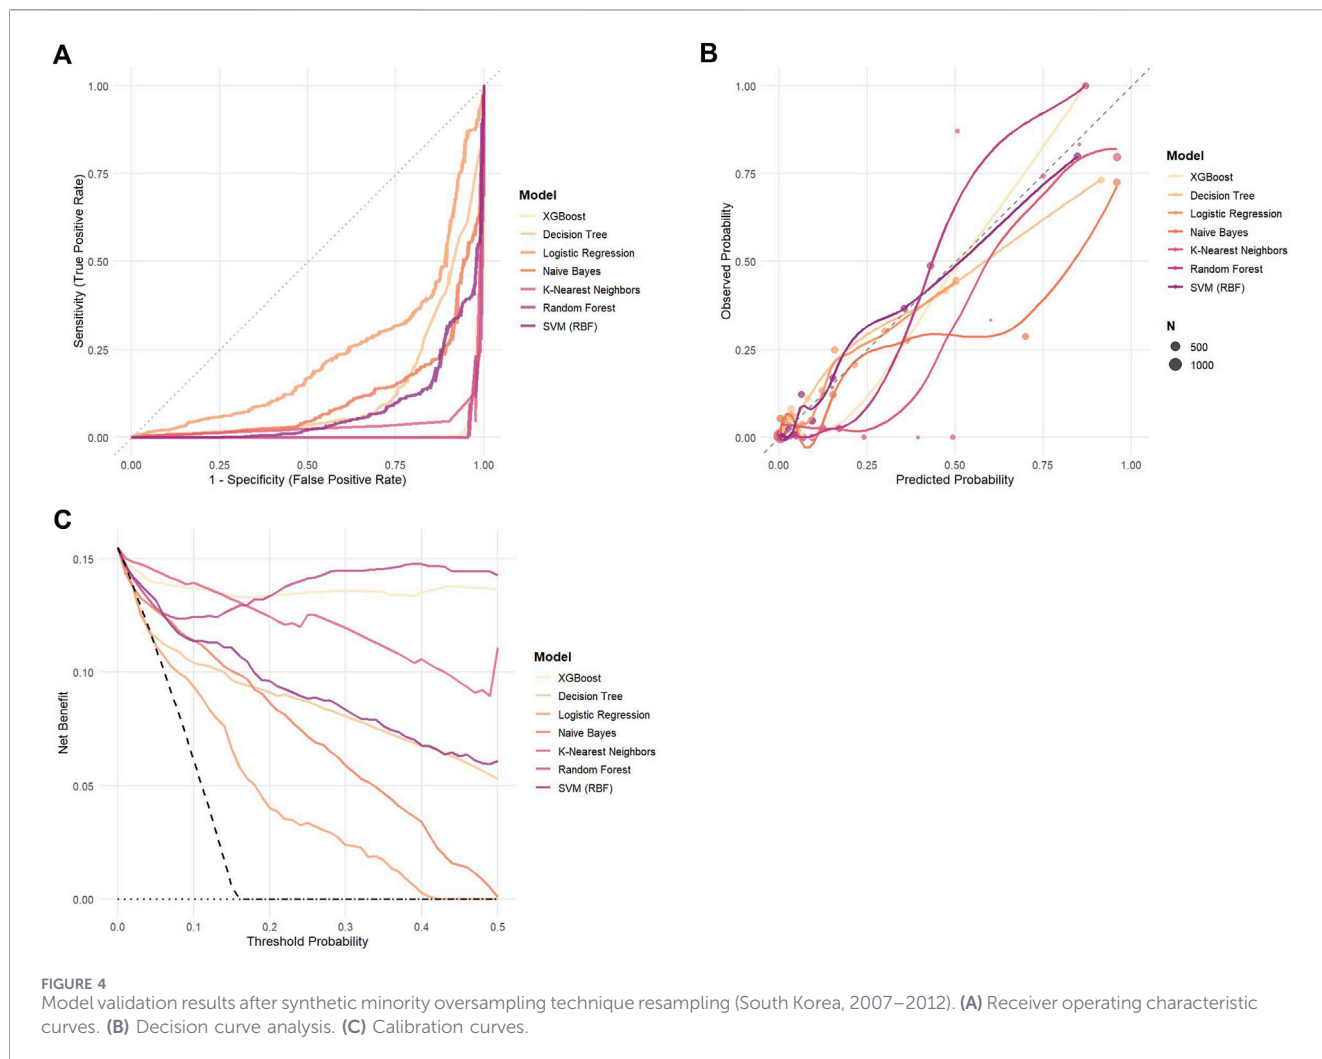 A
1.00
0.75
0.50
0.25
0.00
Sensitivity (True Positive Rate)
0.00 0.25 0.50 0.75 1.00
1 - Specificity (False Positive Rate)
Model
XGBoost
Decision Tree
Logistic Regression
Naive Bayes
K-Nearest Neighbors
Random Forest
SVM (RBF)
B
1.00
0.75
0.50
0.25
0.00
Observed Probability
0.00 0.25 0.50 0.75 1.00
Predicted Probability
Model
XGBoost
Decision Tree
Logistic Regression
Naive Bayes
K-Nearest Neighbors
Random Forest
SVM (RBF)
N
500
1000
C
0.15
0.10
0.05
0.00
Net Benefit
0.0 0.1 0.2 0.3 0.4 0.5
Threshold Probability
Model
XGBoost
Decision Tree
Logistic Regression
Naive Bayes
K-Nearest Neighbors
Random Forest
SVM (RBF)
FIGURE 4
Model validation results after synthetic minority oversampling technique resampling (South Korea, 2007–2012). (A) Receiver operating characteristic
curves. (B) Decision curve analysis. (C) Calibration curves.